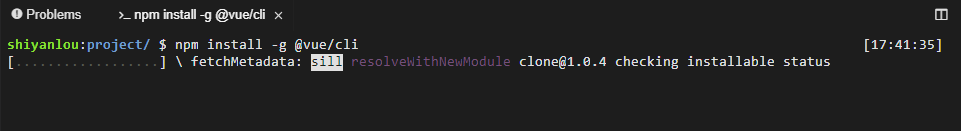 Problems npm install -g @vue/cli ×
shiyanlou:project/ $ npm install -g @vue/cli [17:41:35]
[..................] \ fetchMetadata: sill resolveWithNewModule clone@1.0.4 checking installable status